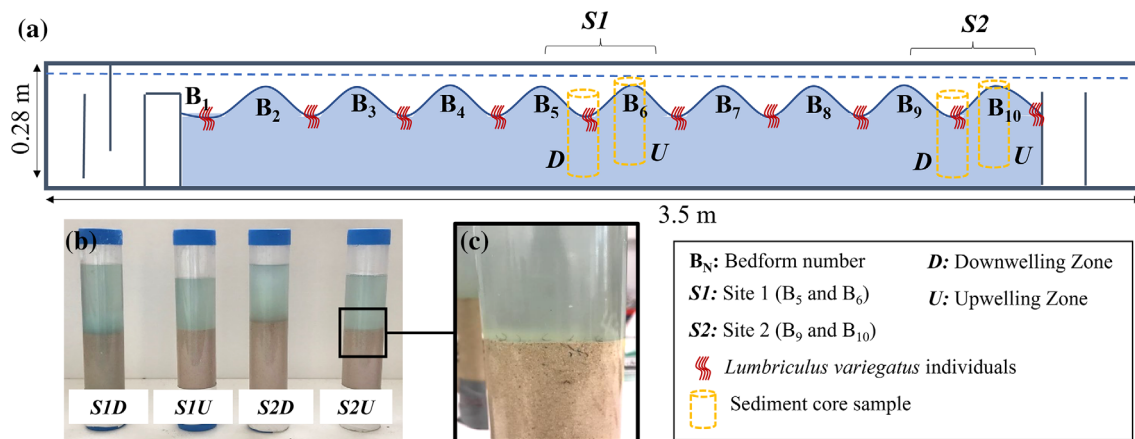 (a)
S1
S2
0.28 m
B1
B2
B3
B4
B5
B6
B7
B8
B9
B10
D
U
D
U
3.5 m
(b)
(c)
S1D
S1U
S2D
S2U
BN: Bedform number
S1: Site 1 (B5 and B6)
S2: Site 2 (B9 and B10)
D: Downwelling Zone
U: Upwelling Zone
Lumbriculus variegatus individuals
Sediment core sample